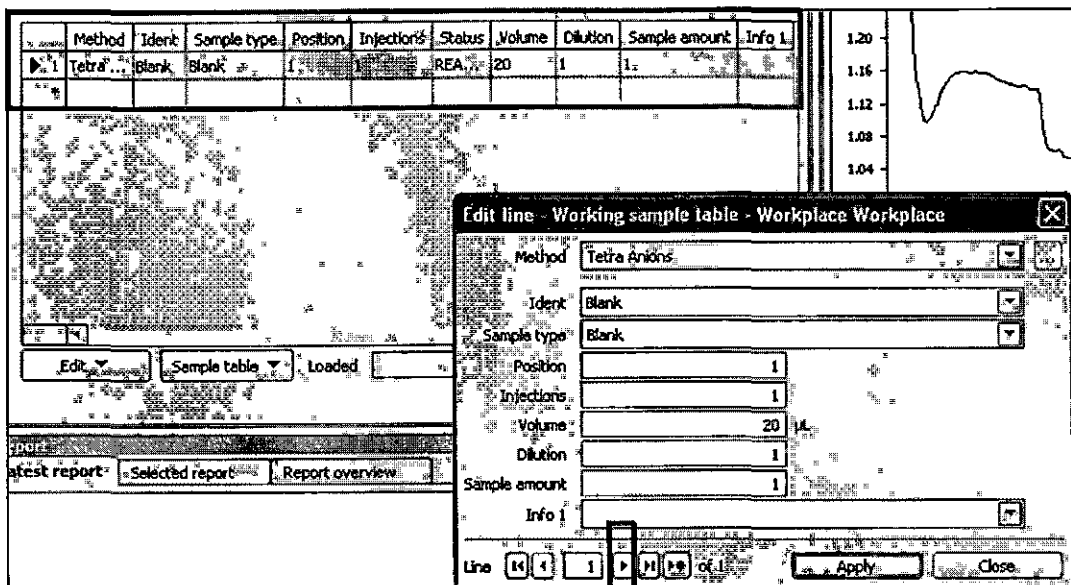 Method Ident Sample type Position Injections Status Volume Dilution Sample amount Info 1
1 Tetra ... Blank Blank 1 1 REA... 20 1 1
*
1.20
1.16
1.12
1.08
1.04
Edit line - Working sample table - Workplace Workplace
Method Tetra Anions
Ident Blank
Sample type Blank
Position 1
Injections 1
Volume 20 µL
Dilution 1
Sample amount 1
Info 1
Line 1 of 1
Apply Close
Edit Sample table Loaded
port
atest report Selected report Report overview